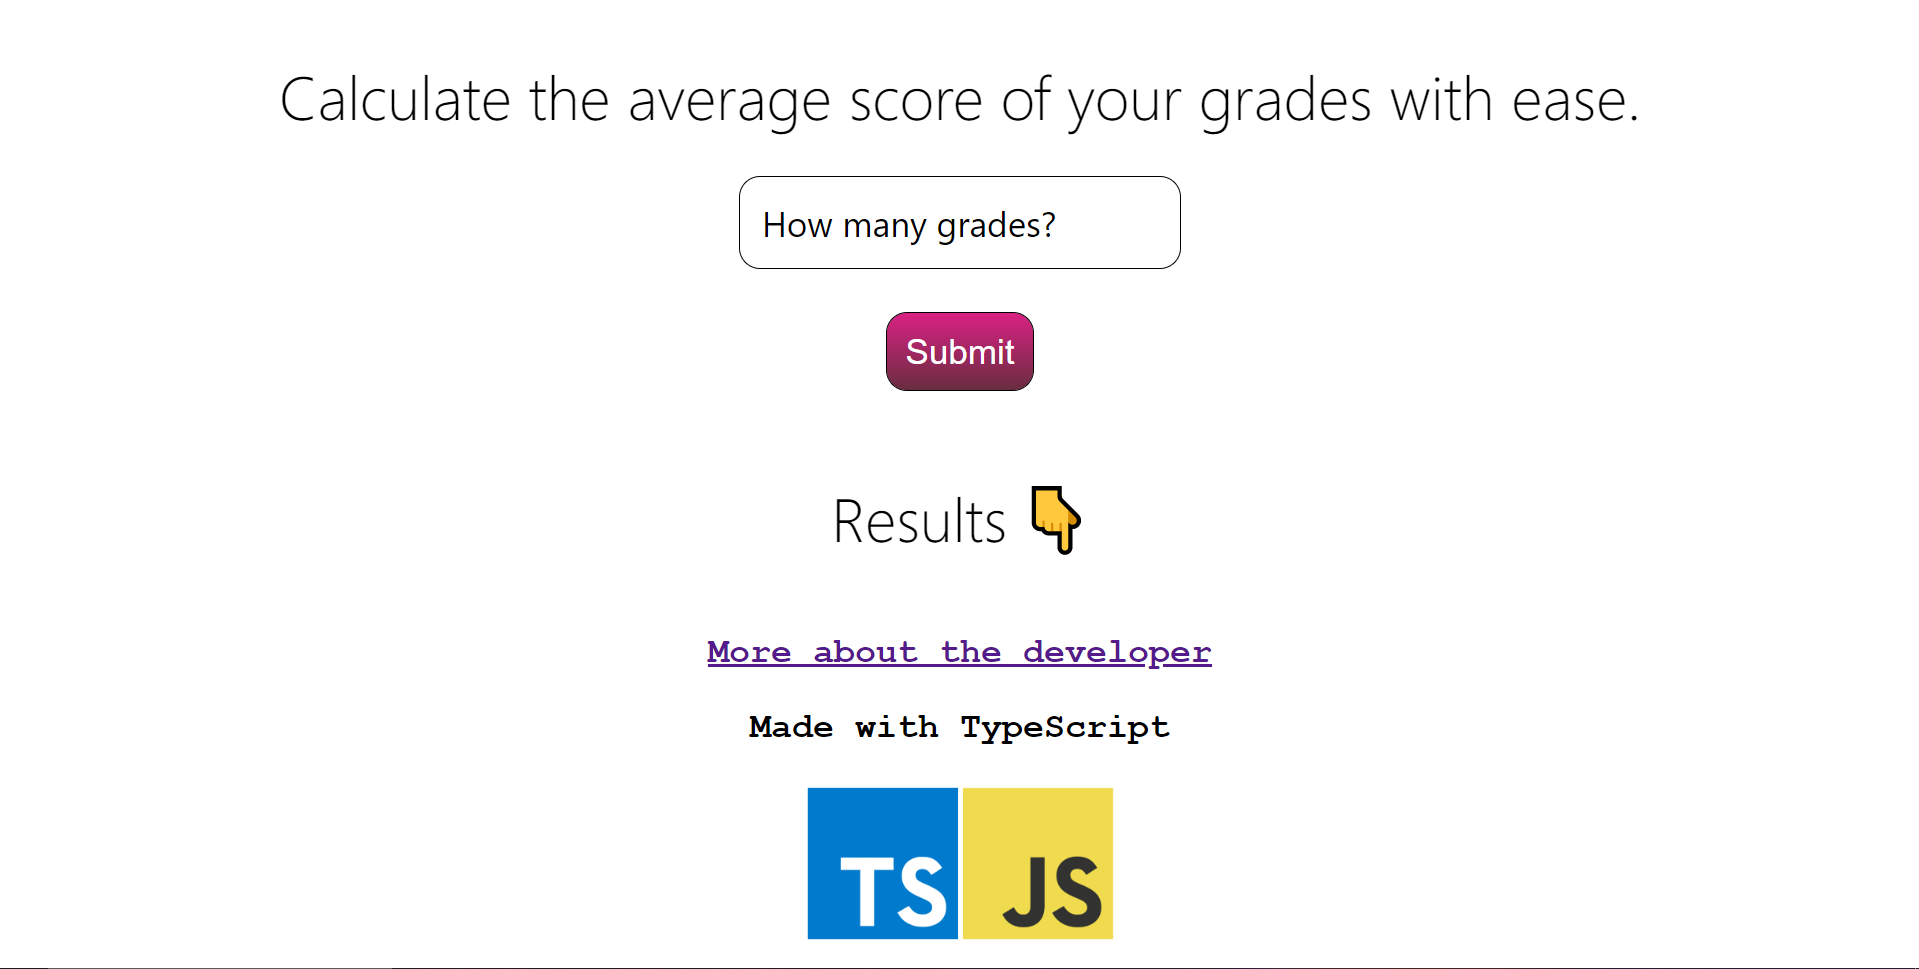 Calculate the average score of your grades with ease.
How many grades?
Submit
Results 👇
More about the developer
Made with TypeScript
TS JS